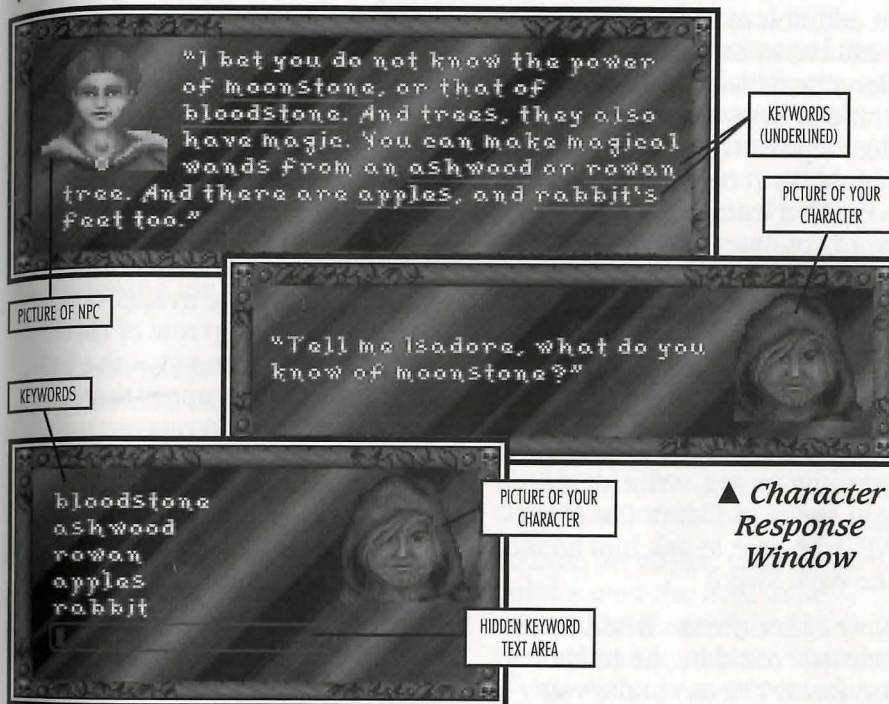 "I bet you do not know the power
of moonstone, or that of
bloodstone. And trees, they also
have magic. You can make magical
wands from an ashwood or rowan
tree. And there are apples, and rabbit's
feet too."
KEYWORDS
(UNDERLINED)
PICTURE OF YOUR
CHARACTER
PICTURE OF NPC
"Tell me Isadore, what do you
know of moonstone?"
KEYWORDS
bloodstone
ashwood
rowan
apples
rabbit
PICTURE OF YOUR
CHARACTER
HIDDEN KEYWORD
TEXT AREA
▲ Character
Response
Window